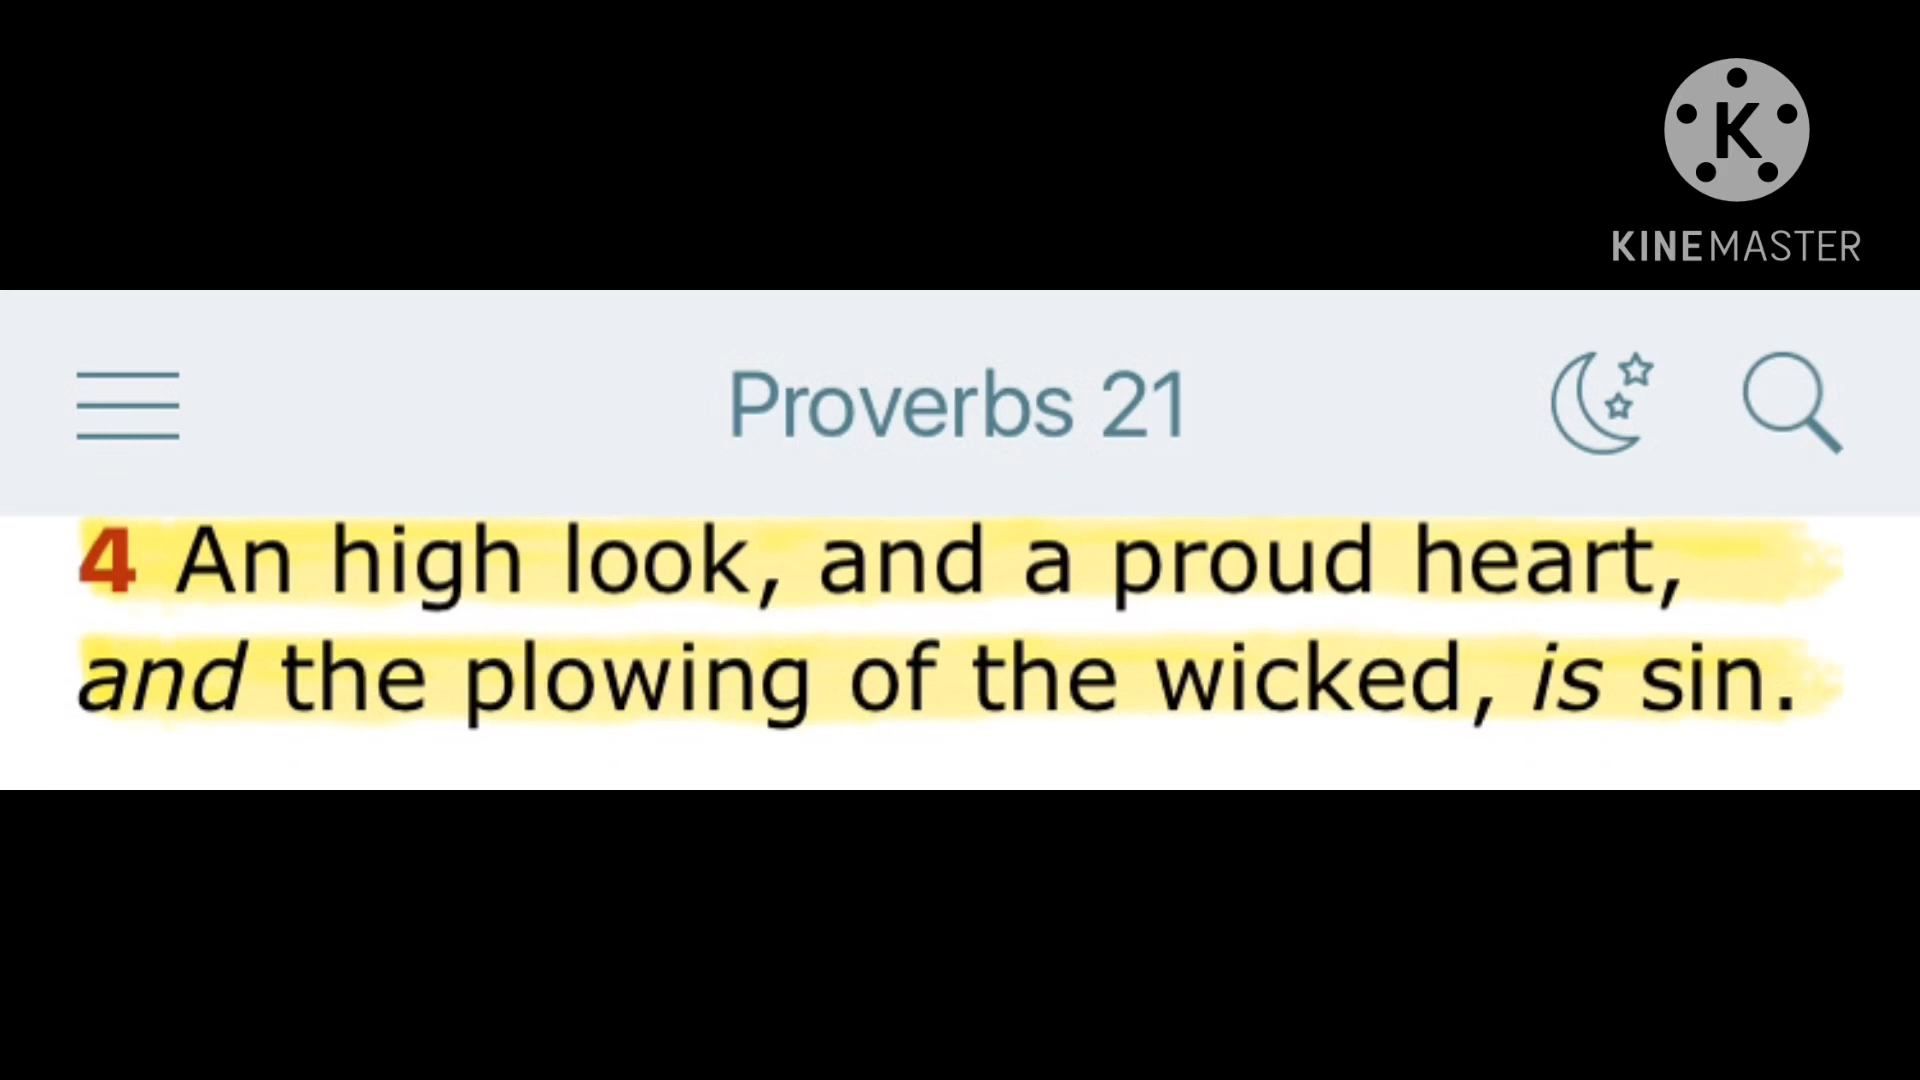 K
KINEMASTER
Proverbs 21
4 An high look, and a proud heart,
and the plowing of the wicked, is sin.